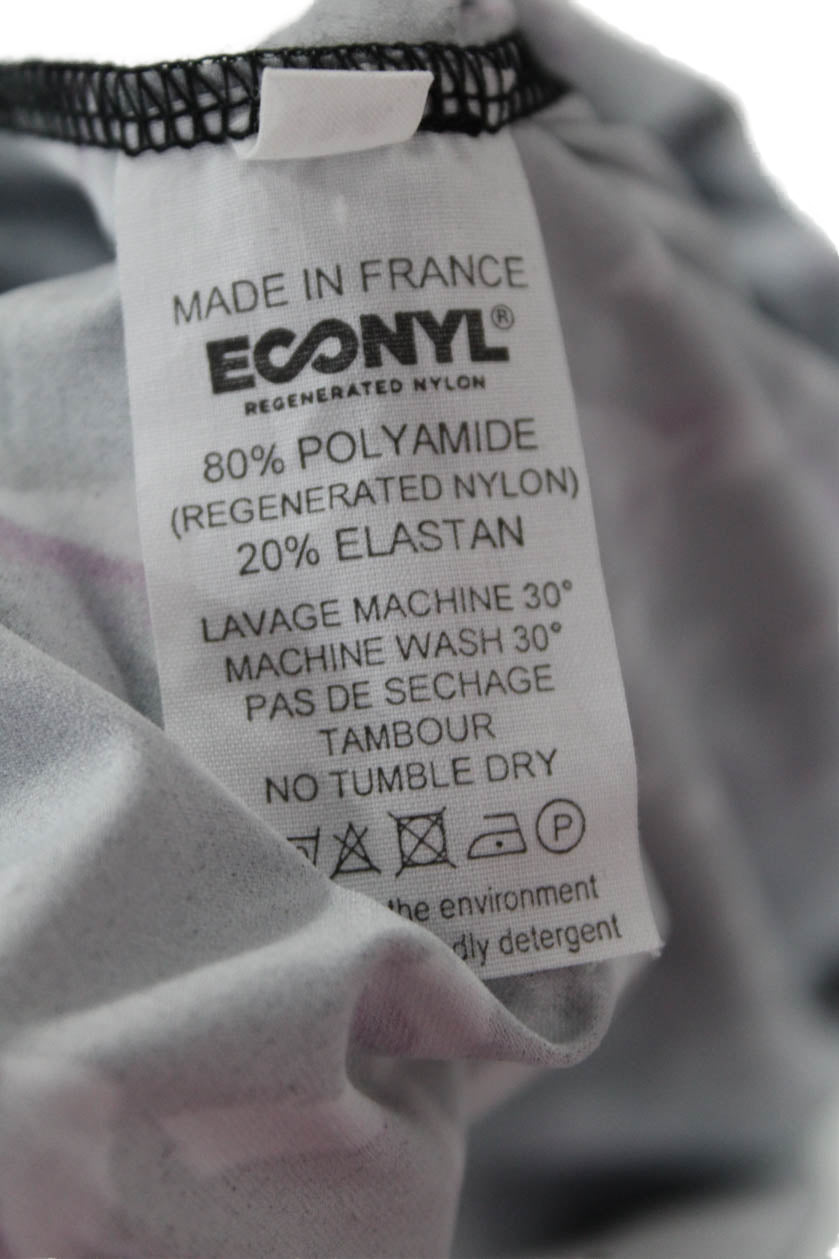 MADE IN FRANCE
ECONYL®
REGENERATED NYLON
80% POLYAMIDE
(REGENERATED NYLON)
20% ELASTAN
LAVAGE MACHINE 30°
MACHINE WASH 30°
PAS DE SECHAGE
TAMBOUR
NO TUMBLE DRY
P
the environment
detergent